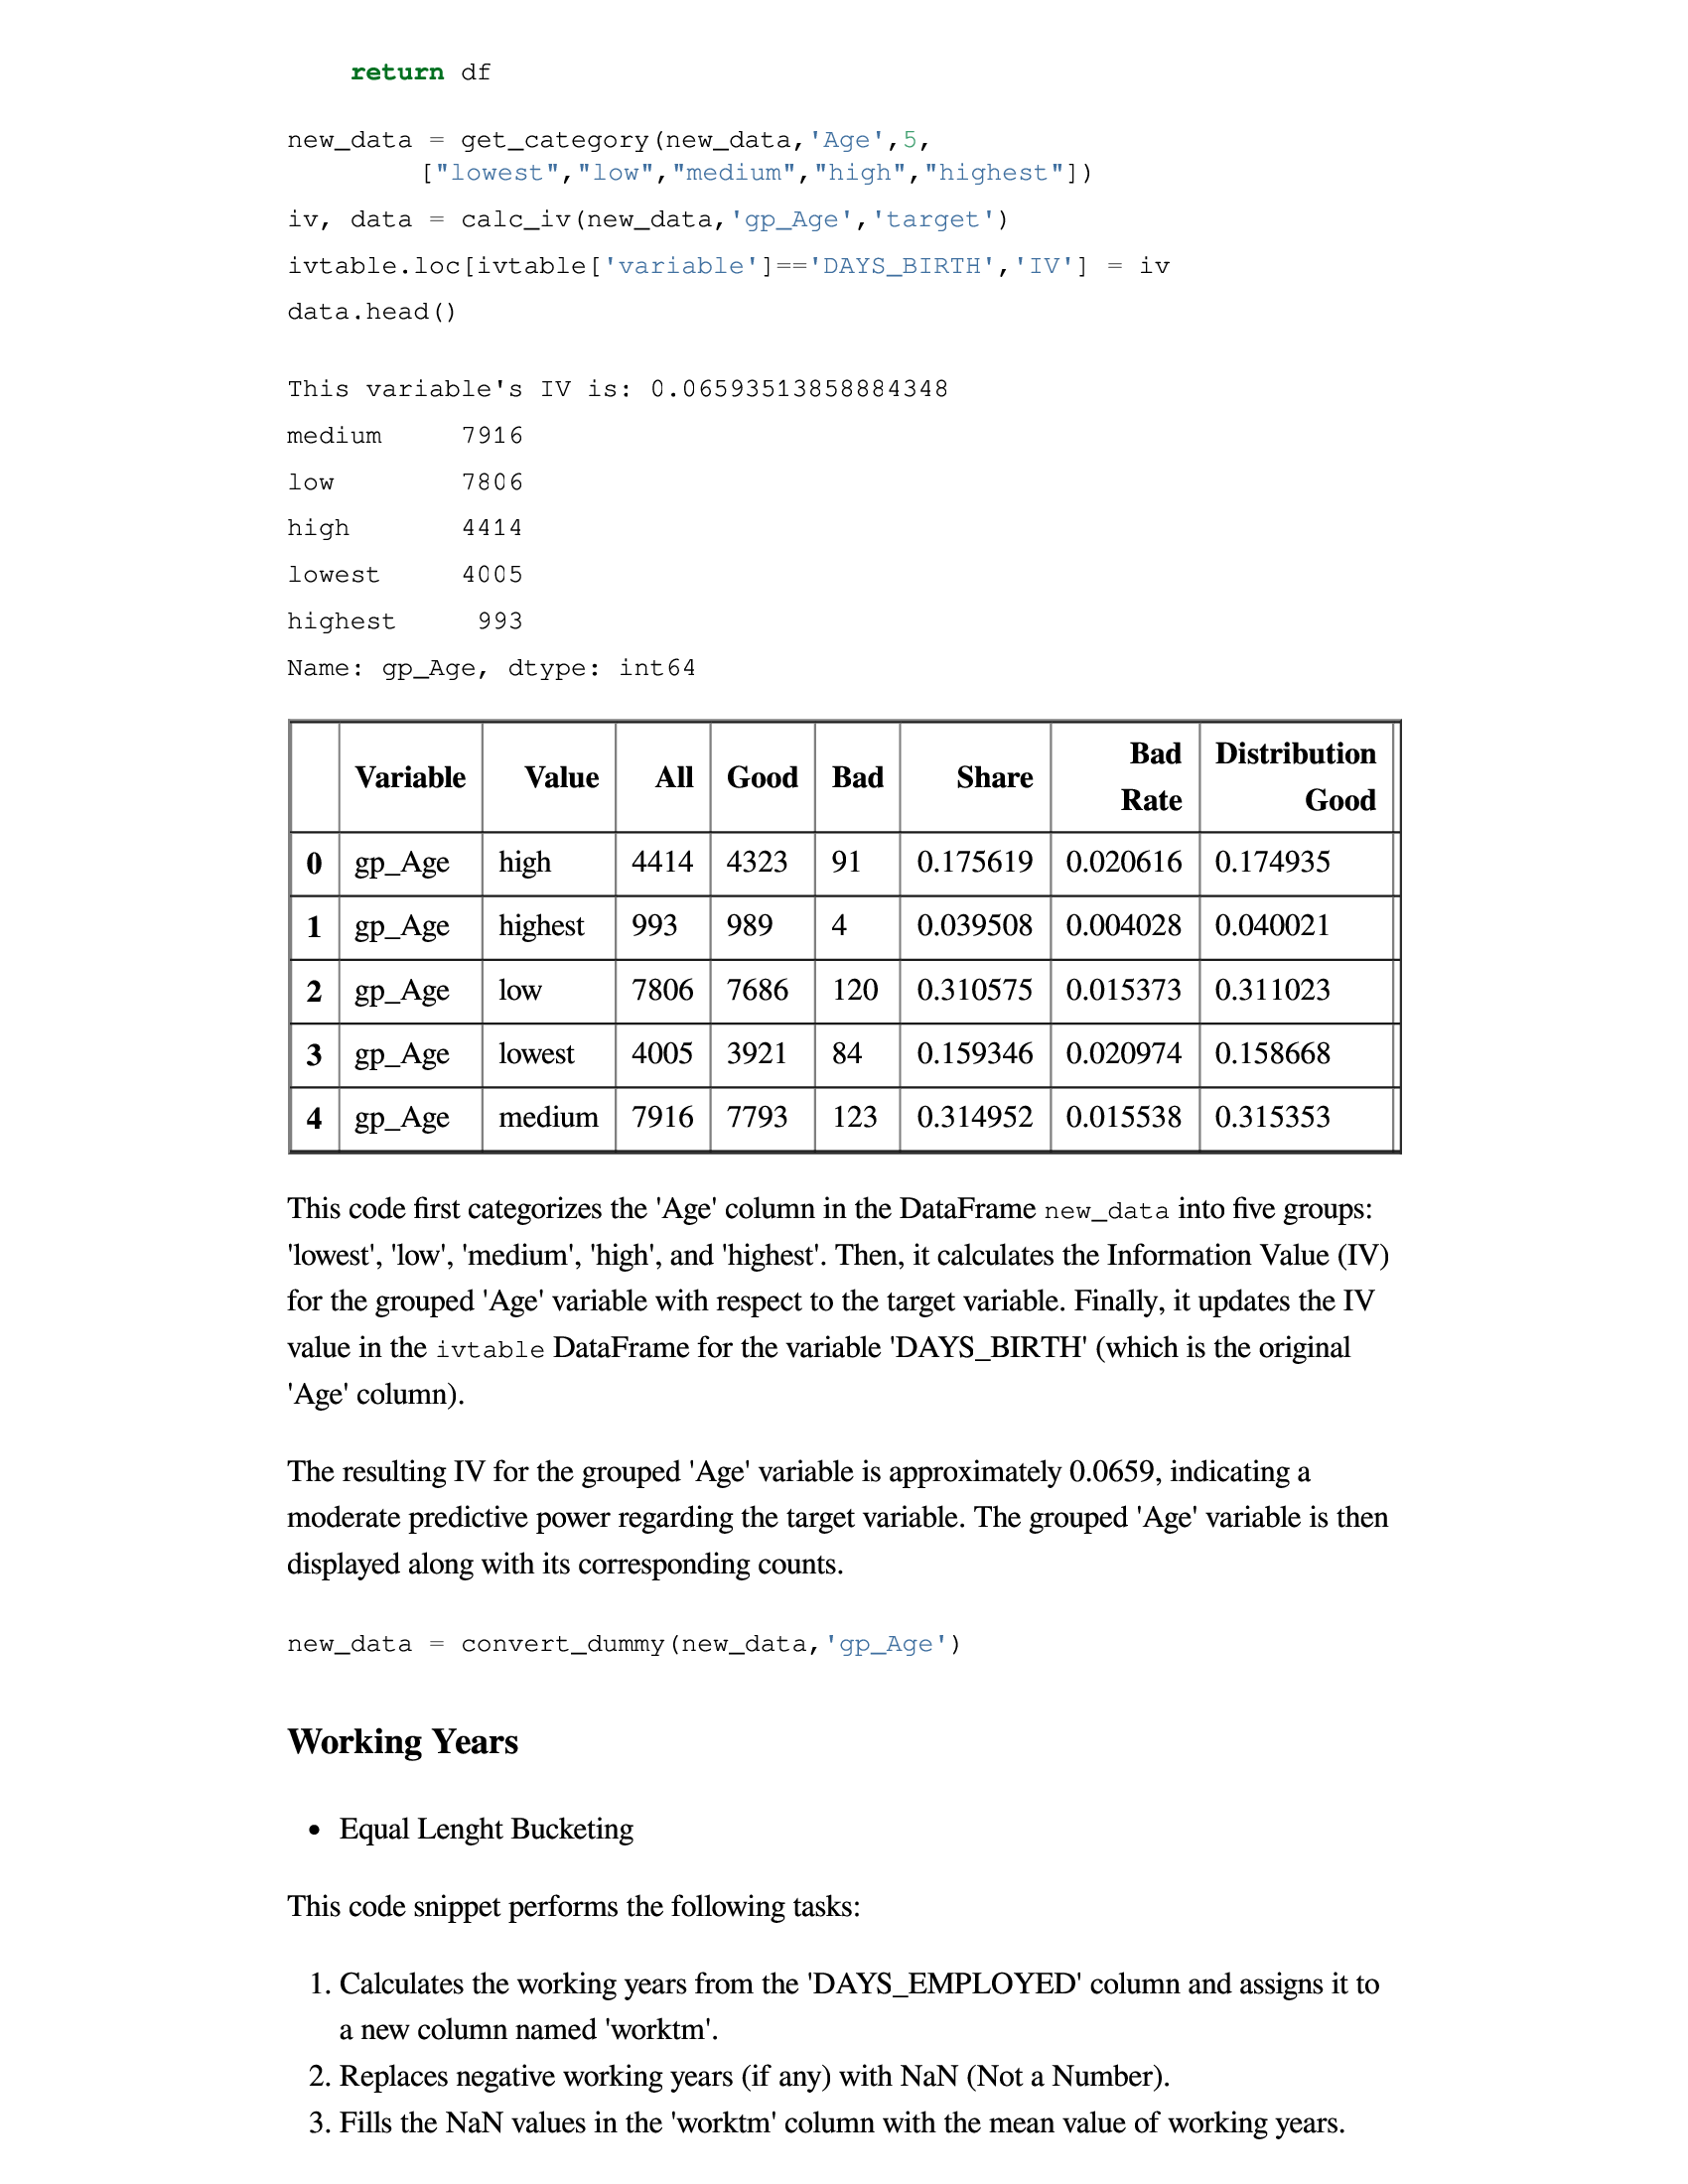 return df
new_data = get_category(new_data,'Age',5,
["lowest","low","medium","high","highest"])
iv, data = calc_iv(new_data,'gp_Age','target')
ivtable.loc[ivtable['variable']=='DAYS_BIRTH','IV'] = iv
data.head()
This variable's IV is: 0.06593513858884348
medium 7916
low 7806
high 4414
lowest 4005
highest 993
Name: gp_Age, dtype: int64
Variable Value All Good Bad Share Bad Rate Distribution Good
0 gp_Age high 4414 4323 91 0.175619 0.020616 0.174935
1 gp_Age highest 993 989 4 0.039508 0.004028 0.040021
2 gp_Age low 7806 7686 120 0.310575 0.015373 0.311023
3 gp_Age lowest 4005 3921 84 0.159346 0.020974 0.158668
4 gp_Age medium 7916 7793 123 0.314952 0.015538 0.315353
This code first categorizes the 'Age' column in the DataFrame new_data into five groups:
'lowest', 'low', 'medium', 'high', and 'highest'. Then, it calculates the Information Value (IV)
for the grouped 'Age' variable with respect to the target variable. Finally, it updates the IV
value in the ivtable DataFrame for the variable 'DAYS_BIRTH' (which is the original
'Age' column).
The resulting IV for the grouped 'Age' variable is approximately 0.0659, indicating a
moderate predictive power regarding the target variable. The grouped 'Age' variable is then
displayed along with its corresponding counts.
new_data = convert_dummy(new_data,'gp_Age')
Working Years
• Equal Lenght Bucketing
This code snippet performs the following tasks:
1. Calculates the working years from the 'DAYS_EMPLOYED' column and assigns it to
a new column named 'worktm'.
2. Replaces negative working years (if any) with NaN (Not a Number).
3. Fills the NaN values in the 'worktm' column with the mean value of working years.